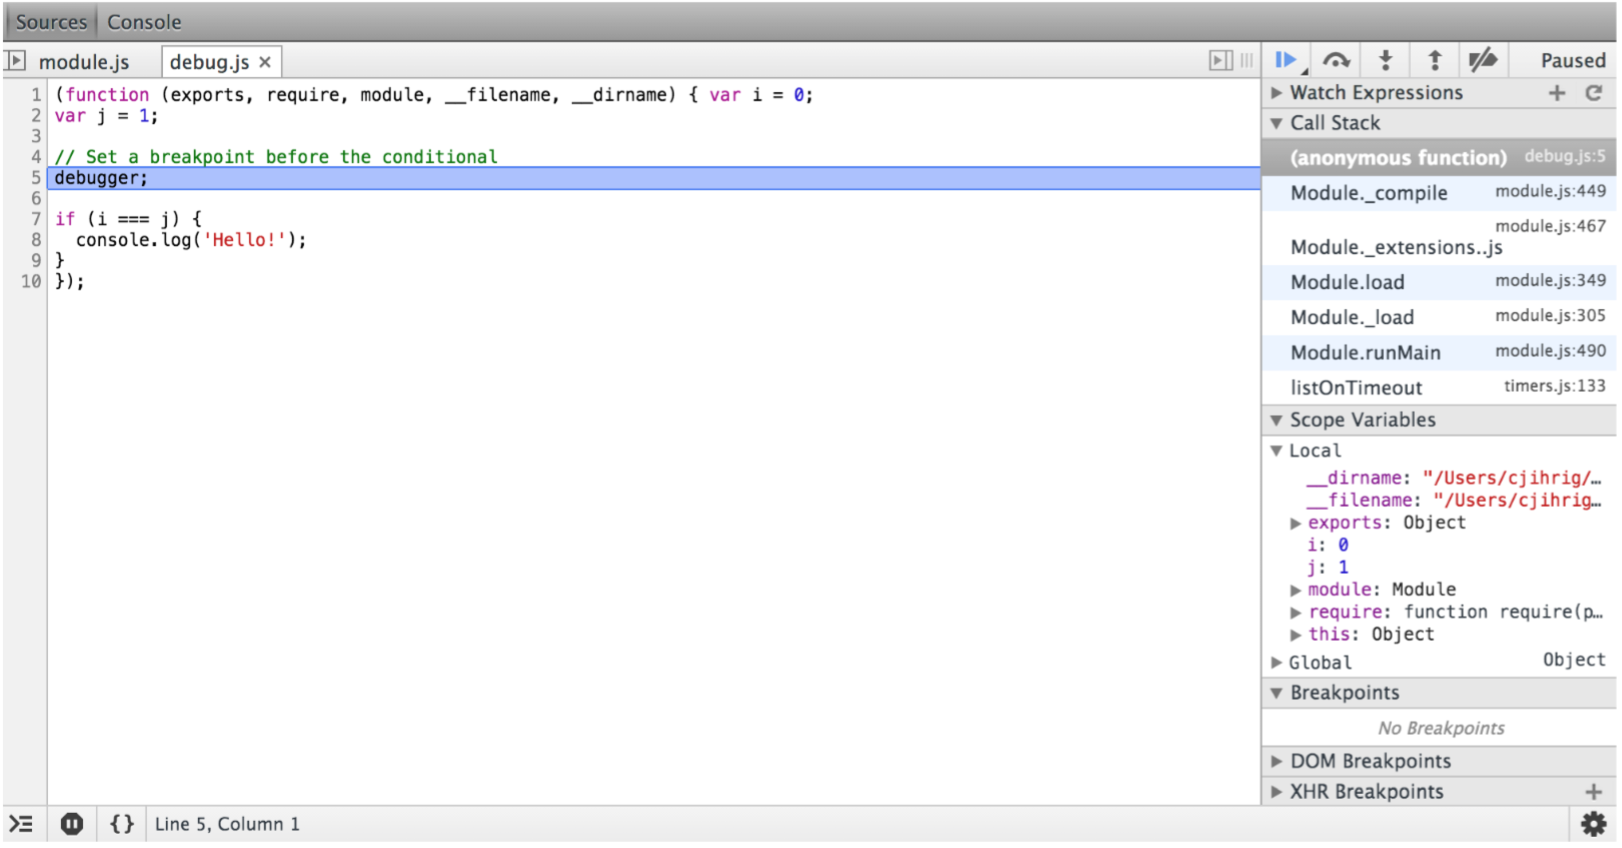 Sources Console
module.js debug.js ×
1 (function (exports, require, module, __filename, __dirname) { var i = 0;
2 var j = 1;
3
4 // Set a breakpoint before the conditional
5 debugger;
6
7 if (i === j) {
8 console.log('Hello!');
9 }
10 });
Line 5, Column 1
Paused
Watch Expressions
Call Stack
(anonymous function) debug.js:5
Module._compile module.js:449
module.js:467
Module._extensions..js
Module.load module.js:349
Module._load module.js:305
Module.runMain module.js:490
listOnTimeout timers.js:133
Scope Variables
Local
__dirname: "/Users/cjihrig/…
__filename: "/Users/cjihrig…
exports: Object
i: 0
j: 1
module: Module
require: function require(p…
this: Object
Global Object
Breakpoints
No Breakpoints
DOM Breakpoints
XHR Breakpoints